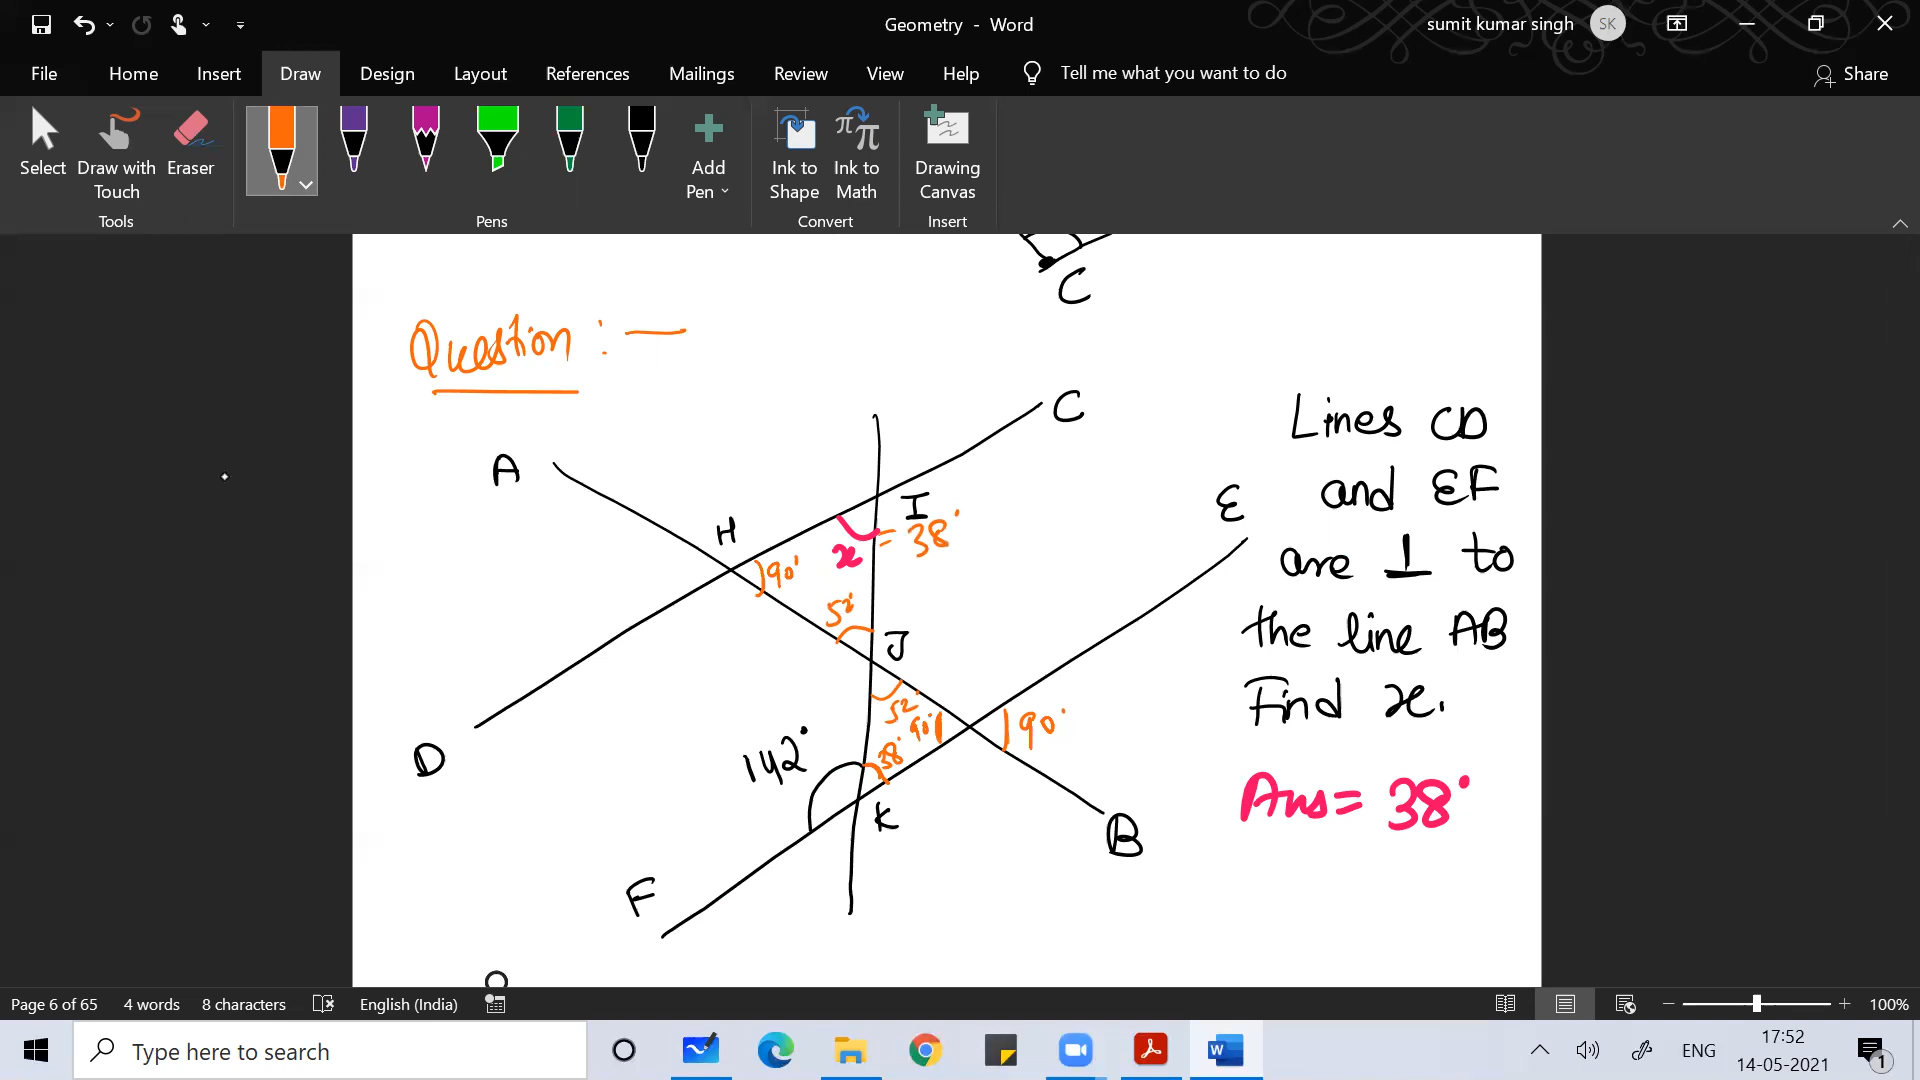 Geometry - Word
sumit kumar singh
SK
File Home Insert Draw Design Layout References Mailings Review View Help Tell me what you want to do Share
Select Draw with Touch Eraser
Tools
Pens
Add Pen
Ink to Shape Ink to Math
Convert
Drawing Canvas
Insert
C
Question : —
A
H
I
C
E
90°
x = 38°
52°
J
52°
90°
90°
38°
142°
K
D
F
B
Lines CD
and EF
are ⊥ to
the line AB
Find x.
Ans = 38°
Page 6 of 65 4 words 8 characters English (India) 100%
Type here to search
ENG
17:52
14-05-2021
1